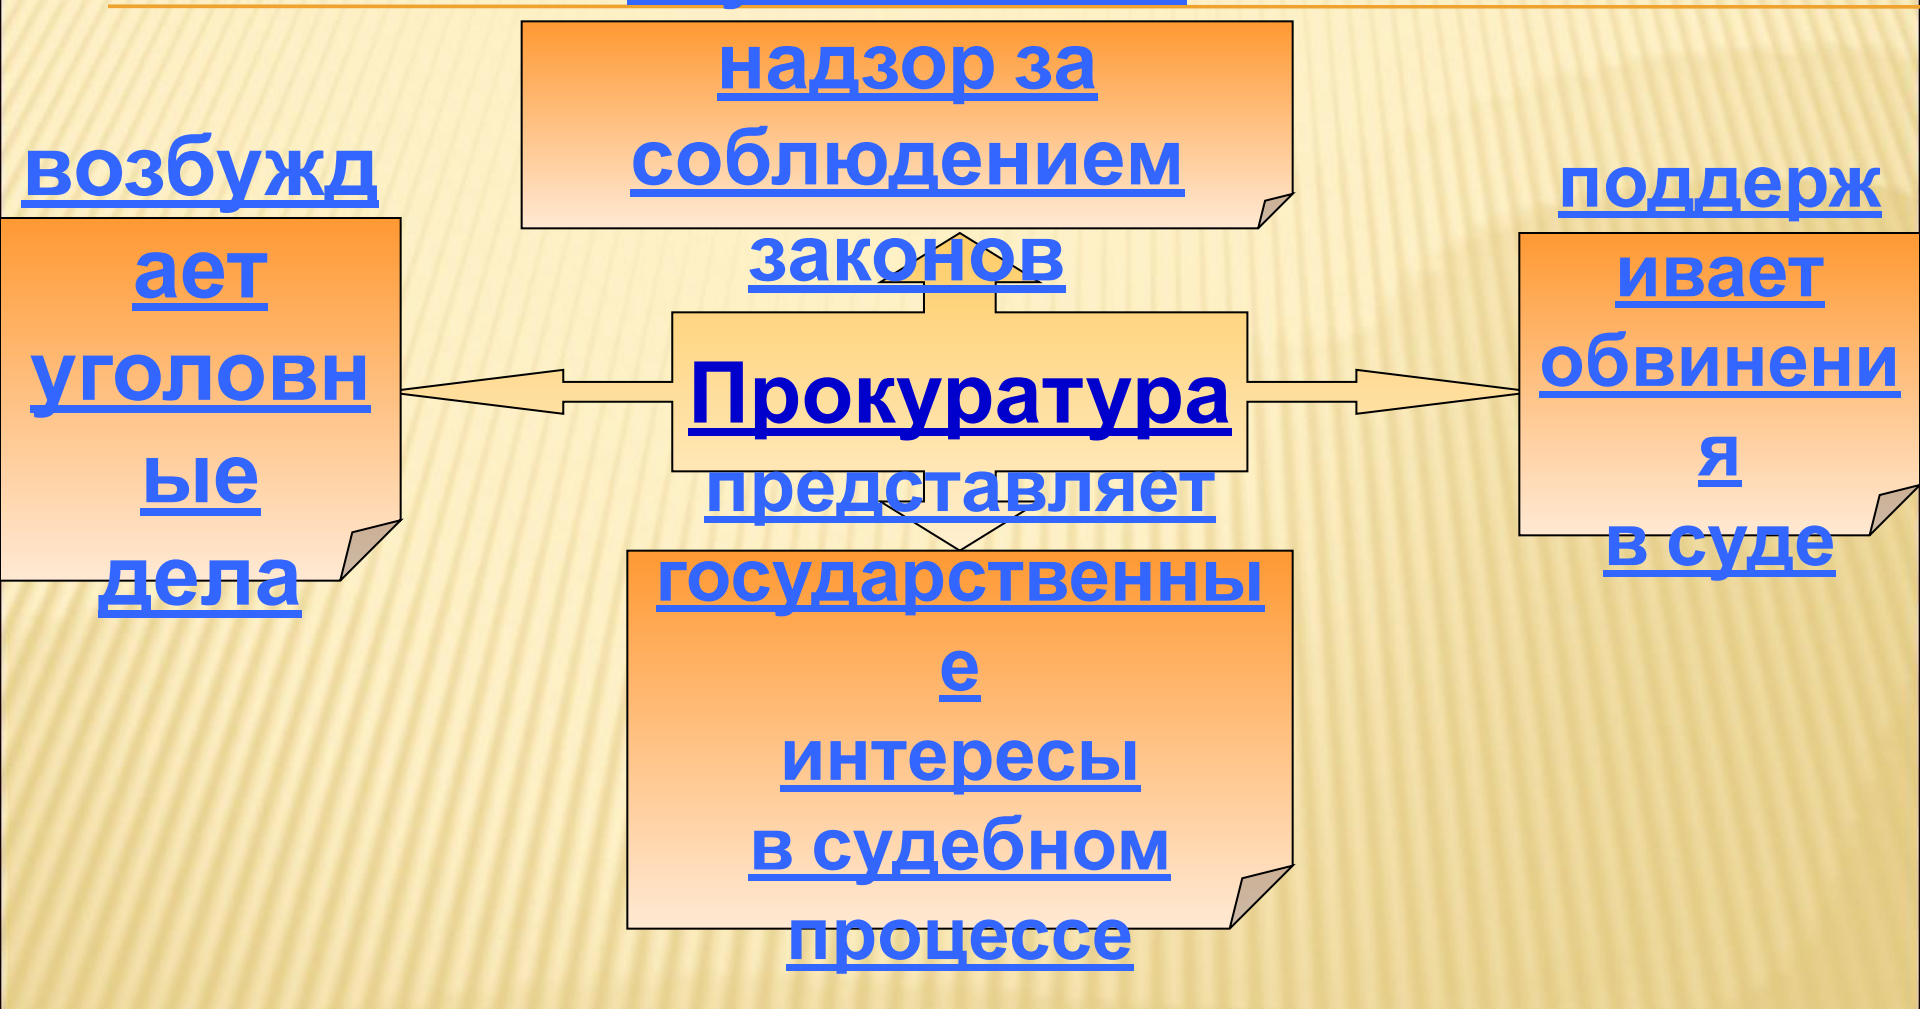 надзор за
соблюдением
законов
возбужд
ает
уголовн
ые
дела
Прокуратура
поддерж
ивает
обвинени
я
в суде
представляет
государственны
е
интересы
в судебном
процессе